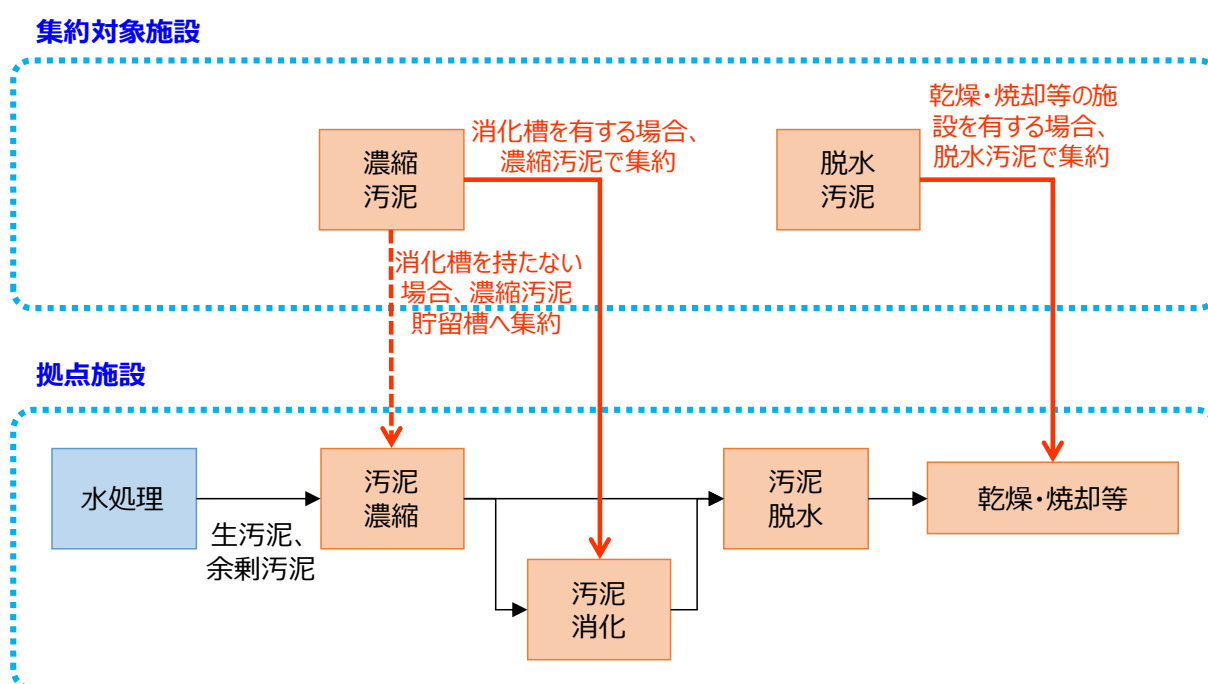 集約対象施設
濃縮
汚泥
消化槽を有する場合、
濃縮汚泥で集約
脱水
汚泥
乾燥・焼却等の施
設を有する場合、
脱水汚泥で集約
消化槽を持たない
場合、濃縮汚泥
貯留槽へ集約
拠点施設
水処理
生汚泥、
余剰汚泥
汚泥
濃縮
汚泥
消化
汚泥
脱水
乾燥・焼却等